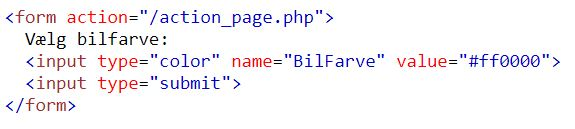 <form action="/action_page.php">
  Vælg bilfarve:
  <input type="color" name="BilFarve" value="#ff0000">
  <input type="submit">
</form>